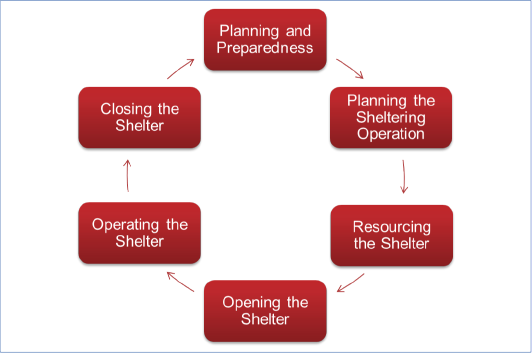 Planning and
Preparedness
Planning the
Sheltering
Operation
Resourcing
the Shelter
Opening the
Shelter
Operating the
Shelter
Closing the
Shelter